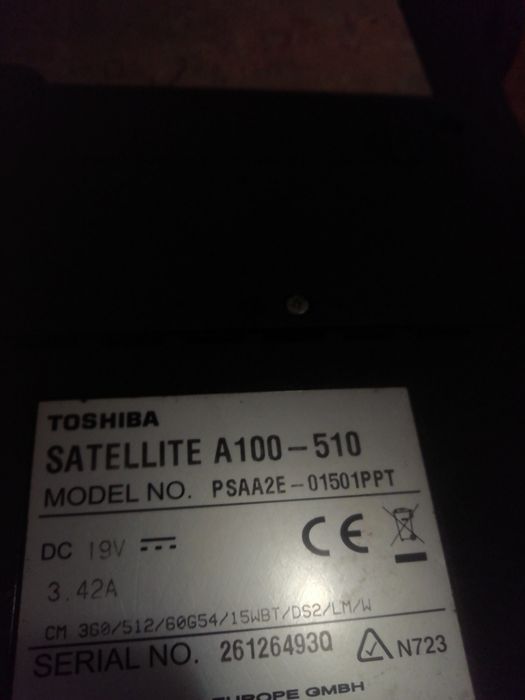 TOSHIBA
SATELLITE A100-510
MODEL NO. PSAA2E-01501PPT
DC 19V
CE
3.42A
CM 360/512/60G54/15WBT/DS2/LM/W
SERIAL NO. 26126493Q N723
EUROPE GMBH